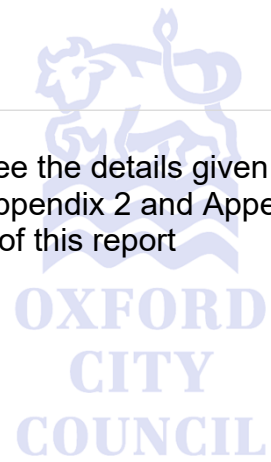 ee the details given
ppendix 2 and Appe
of this report
OXFORD
CITY
COUNCIL